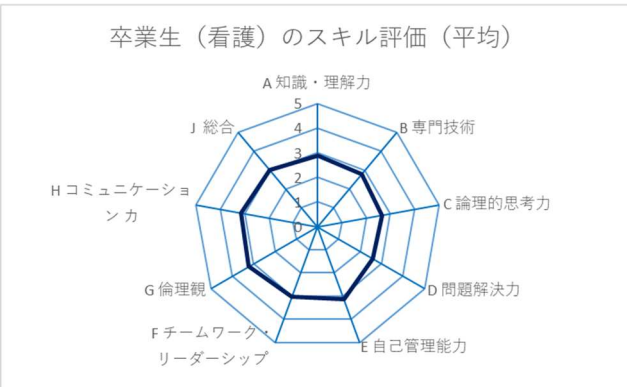 卒業生（看護）のスキル評価（平均）
A 知識・理解力
5
4
3
2
1
0
B 専門技術
C 論理的思考力
D 問題解決力
E 自己管理能力
F チームワーク・
リーダーシップ
G 倫理観
H コミュニケーショ
ン力
J 総合